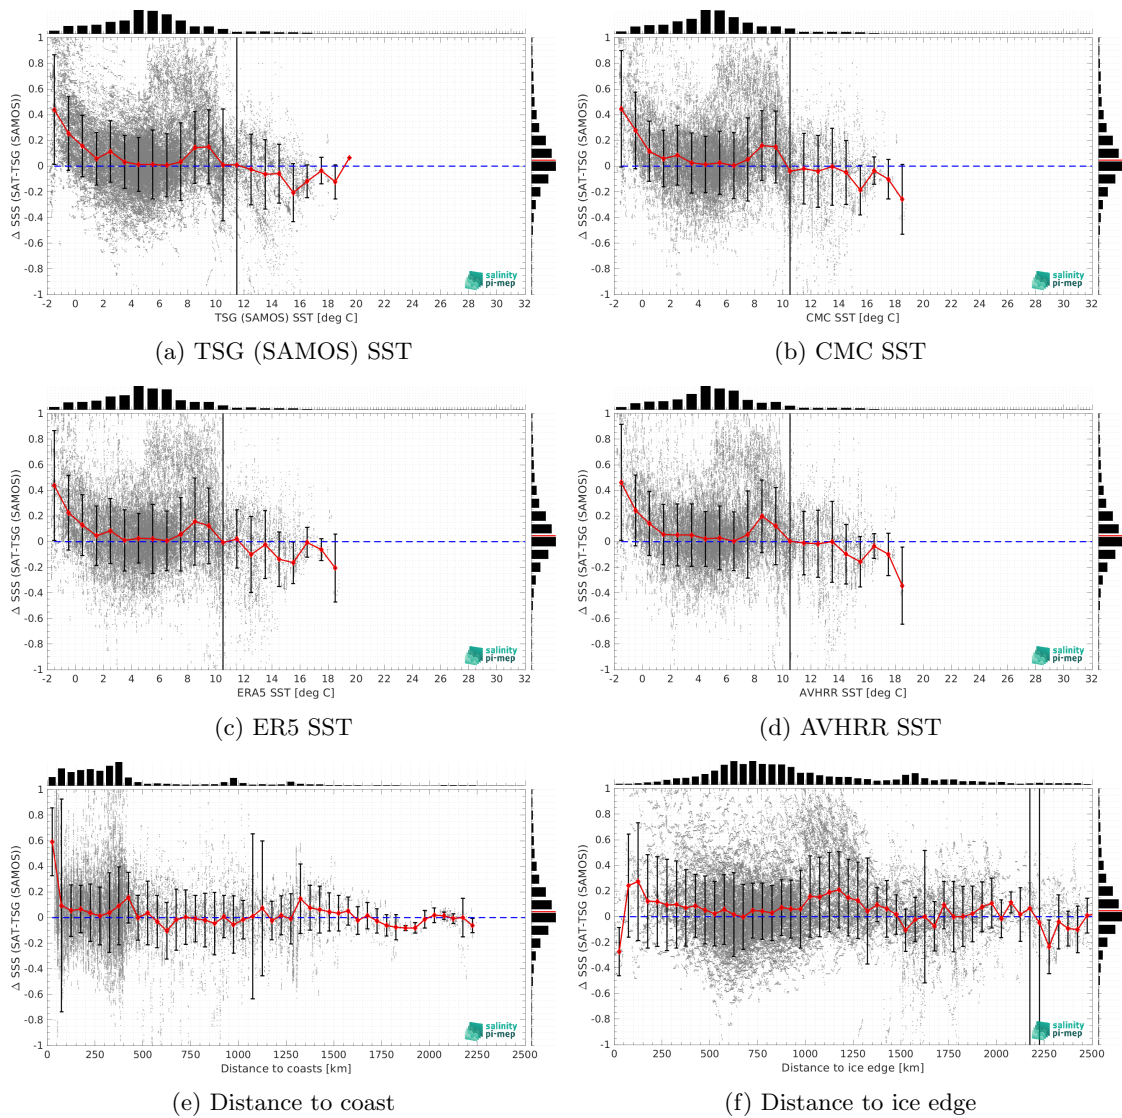 1
0.8
0.6
0.4
0.2
0
-0.2
-0.4
-0.6
-0.8
-1
Δ SSS (SAT-TSG (SAMOS))
-2 0 2 4 6 8 10 12 14 16 18 20 22 24 26 28 30 32
TSG (SAMOS) SST [deg C]
salinity
pi-mep
(a) TSG (SAMOS) SST
1
0.8
0.6
0.4
0.2
0
-0.2
-0.4
-0.6
-0.8
-1
Δ SSS (SAT-TSG (SAMOS))
-2 0 2 4 6 8 10 12 14 16 18 20 22 24 26 28 30 32
CMC SST [deg C]
salinity
pi-mep
(b) CMC SST
1
0.8
0.6
0.4
0.2
0
-0.2
-0.4
-0.6
-0.8
-1
Δ SSS (SAT-TSG (SAMOS))
-2 0 2 4 6 8 10 12 14 16 18 20 22 24 26 28 30 32
ERA5 SST [deg C]
salinity
pi-mep
(c) ER5 SST
1
0.8
0.6
0.4
0.2
0
-0.2
-0.4
-0.6
-0.8
-1
Δ SSS (SAT-TSG (SAMOS))
-2 0 2 4 6 8 10 12 14 16 18 20 22 24 26 28 30 32
AVHRR SST [deg C]
salinity
pi-mep
(d) AVHRR SST
1
0.8
0.6
0.4
0.2
0
-0.2
-0.4
-0.6
-0.8
-1
Δ SSS (SAT-TSG (SAMOS))
0 250 500 750 1000 1250 1500 1750 2000 2250 2500
Distance to coasts [km]
salinity
pi-mep
(e) Distance to coast
1
0.8
0.6
0.4
0.2
0
-0.2
-0.4
-0.6
-0.8
-1
Δ SSS (SAT-TSG (SAMOS))
0 250 500 750 1000 1250 1500 1750 2000 2250 2500
Distance to ice edge [km]
salinity
pi-mep
(f) Distance to ice edge